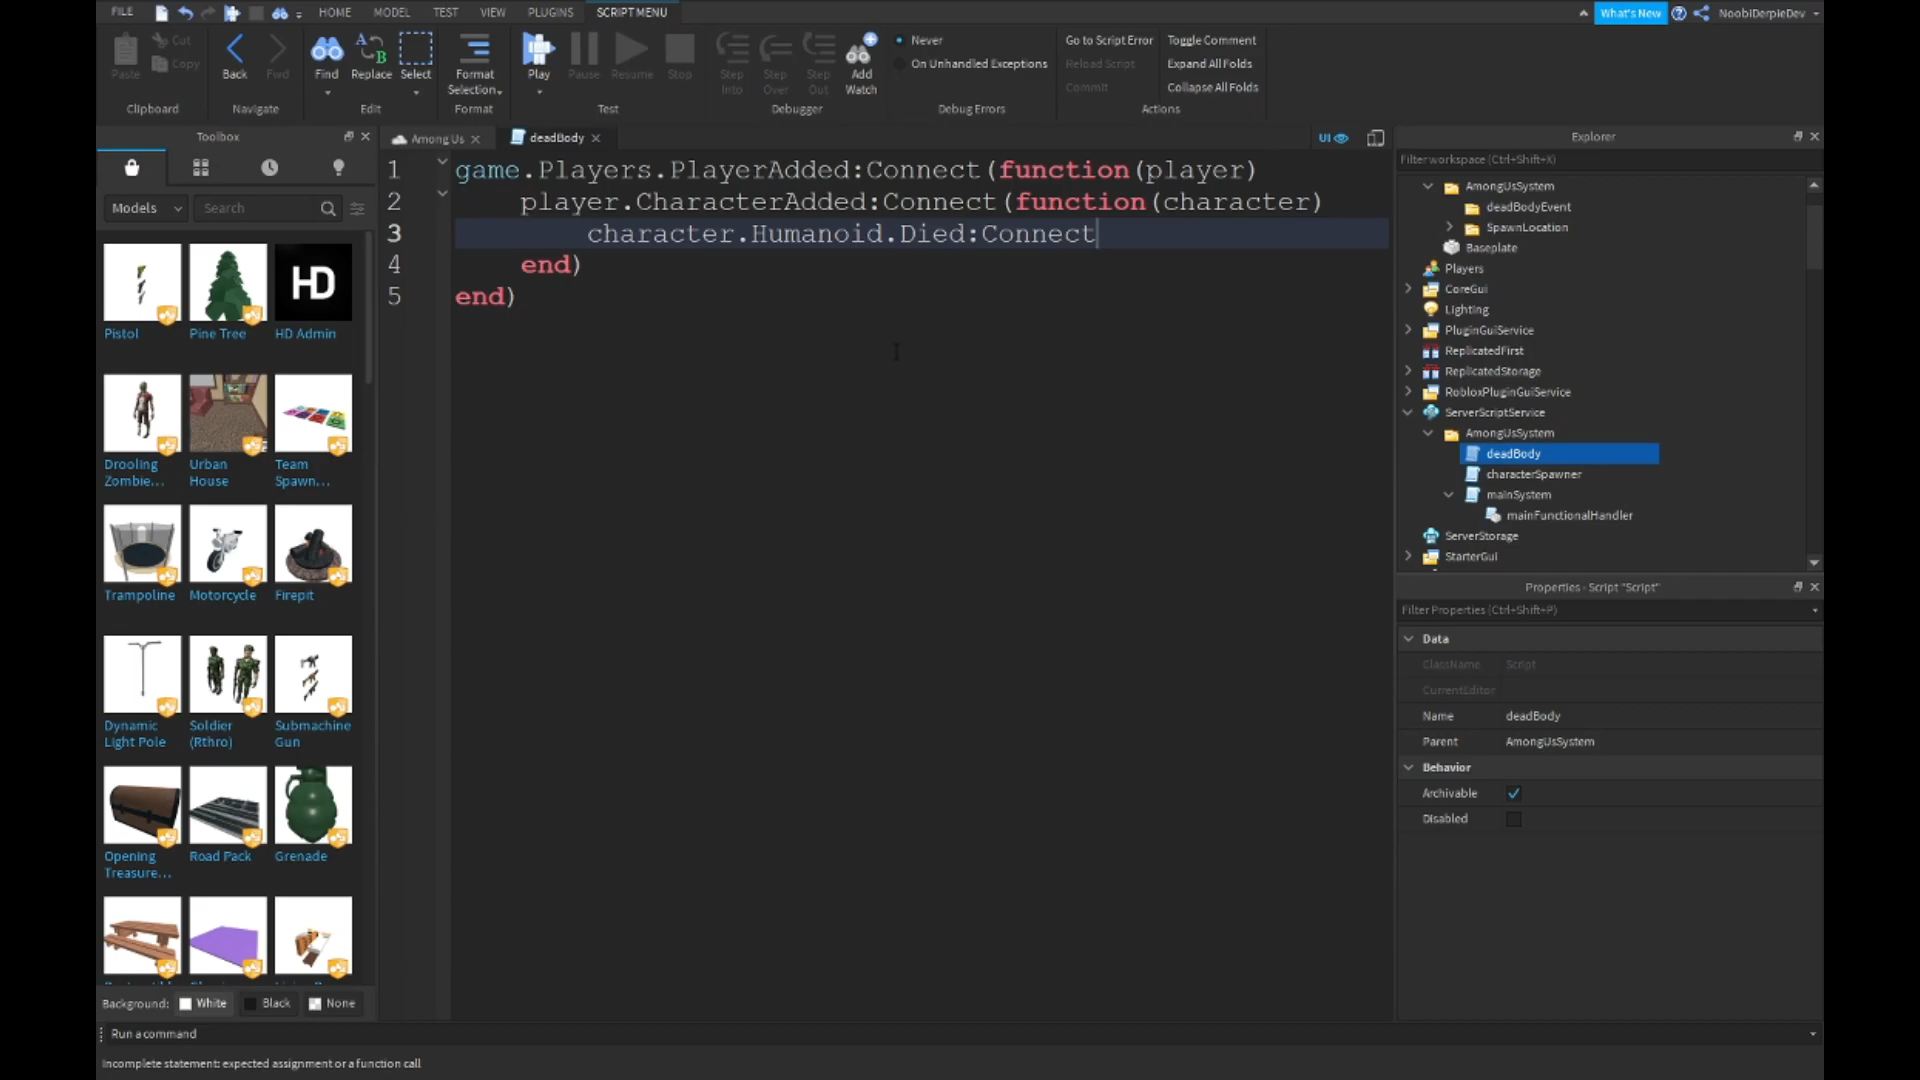 FILE HOME MODEL TEST VIEW PLUGINS SCRIPT MENU What's New NoobiDerpieDev
Paste Cut Copy Back Fwd Find Replace Select Format Selection Play Pause Resume Stop Step Into Step Over Step Out Add Watch
Never
On Unhandled Exceptions
Go to Script Error
Reload Script
Commit
Toggle Comment
Expand All Folds
Collapse All Folds
Clipboard Navigate Edit Format Test Debugger Debug Errors Actions
Toolbox
Models Search
Pistol Pine Tree HD Admin
HD
Drooling Zombie... Urban House Team Spawn...
Trampoline Motorcycle Firepit
Dynamic Light Pole Soldier (Rthro) Submachine Gun
Opening Treasure... Road Pack Grenade
Background: White Black None
Among Us deadBody UI
1 game.Players.PlayerAdded:Connect(function(player)
2 player.CharacterAdded:Connect(function(character)
3 character.Humanoid.Died:Connect
4 end)
5 end)
Explorer
Filter workspace (Ctrl+Shift+X)
AmongUsSystem
deadBodyEvent
SpawnLocation
Baseplate
Players
CoreGui
Lighting
PluginGuiService
ReplicatedFirst
ReplicatedStorage
RobloxPluginGuiService
ServerScriptService
AmongUsSystem
deadBody
characterSpawner
mainSystem
mainFunctionalHandler
ServerStorage
StarterGui
Properties - Script "Script"
Filter Properties (Ctrl+Shift+P)
Data
ClassName Script
CurrentEditor
Name deadBody
Parent AmongUsSystem
Behavior
Archivable
Disabled
Run a command
Incomplete statement: expected assignment or a function call